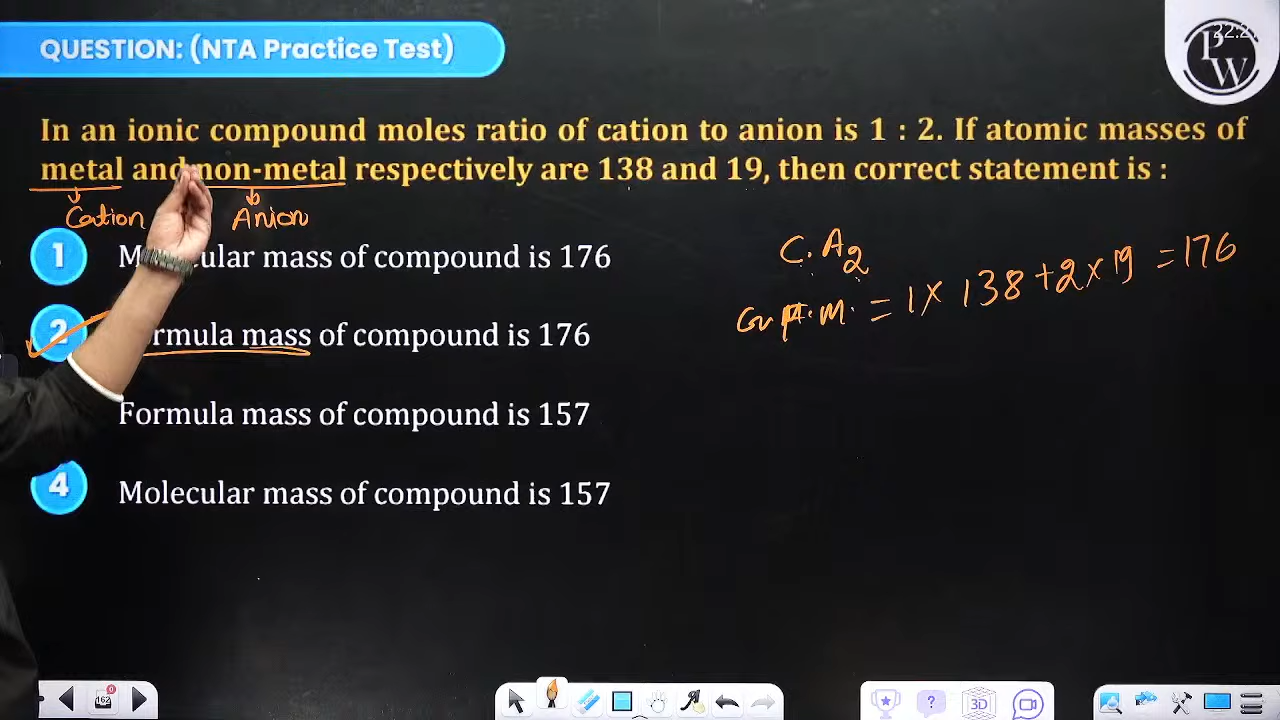 QUESTION: (NTA Practice Test)
In an ionic compound moles ratio of cation to anion is 1 : 2. If atomic masses of
metal and non-metal respectively are 138 and 19, then correct statement is :
Cation Anion
1 mass of compound is 176
C.A2
= 1 × 138 + 2 × 19 = 176
2 mass of compound is 176
Formula mass of compound is 157
4 Molecular mass of compound is 157
PW
462
3D